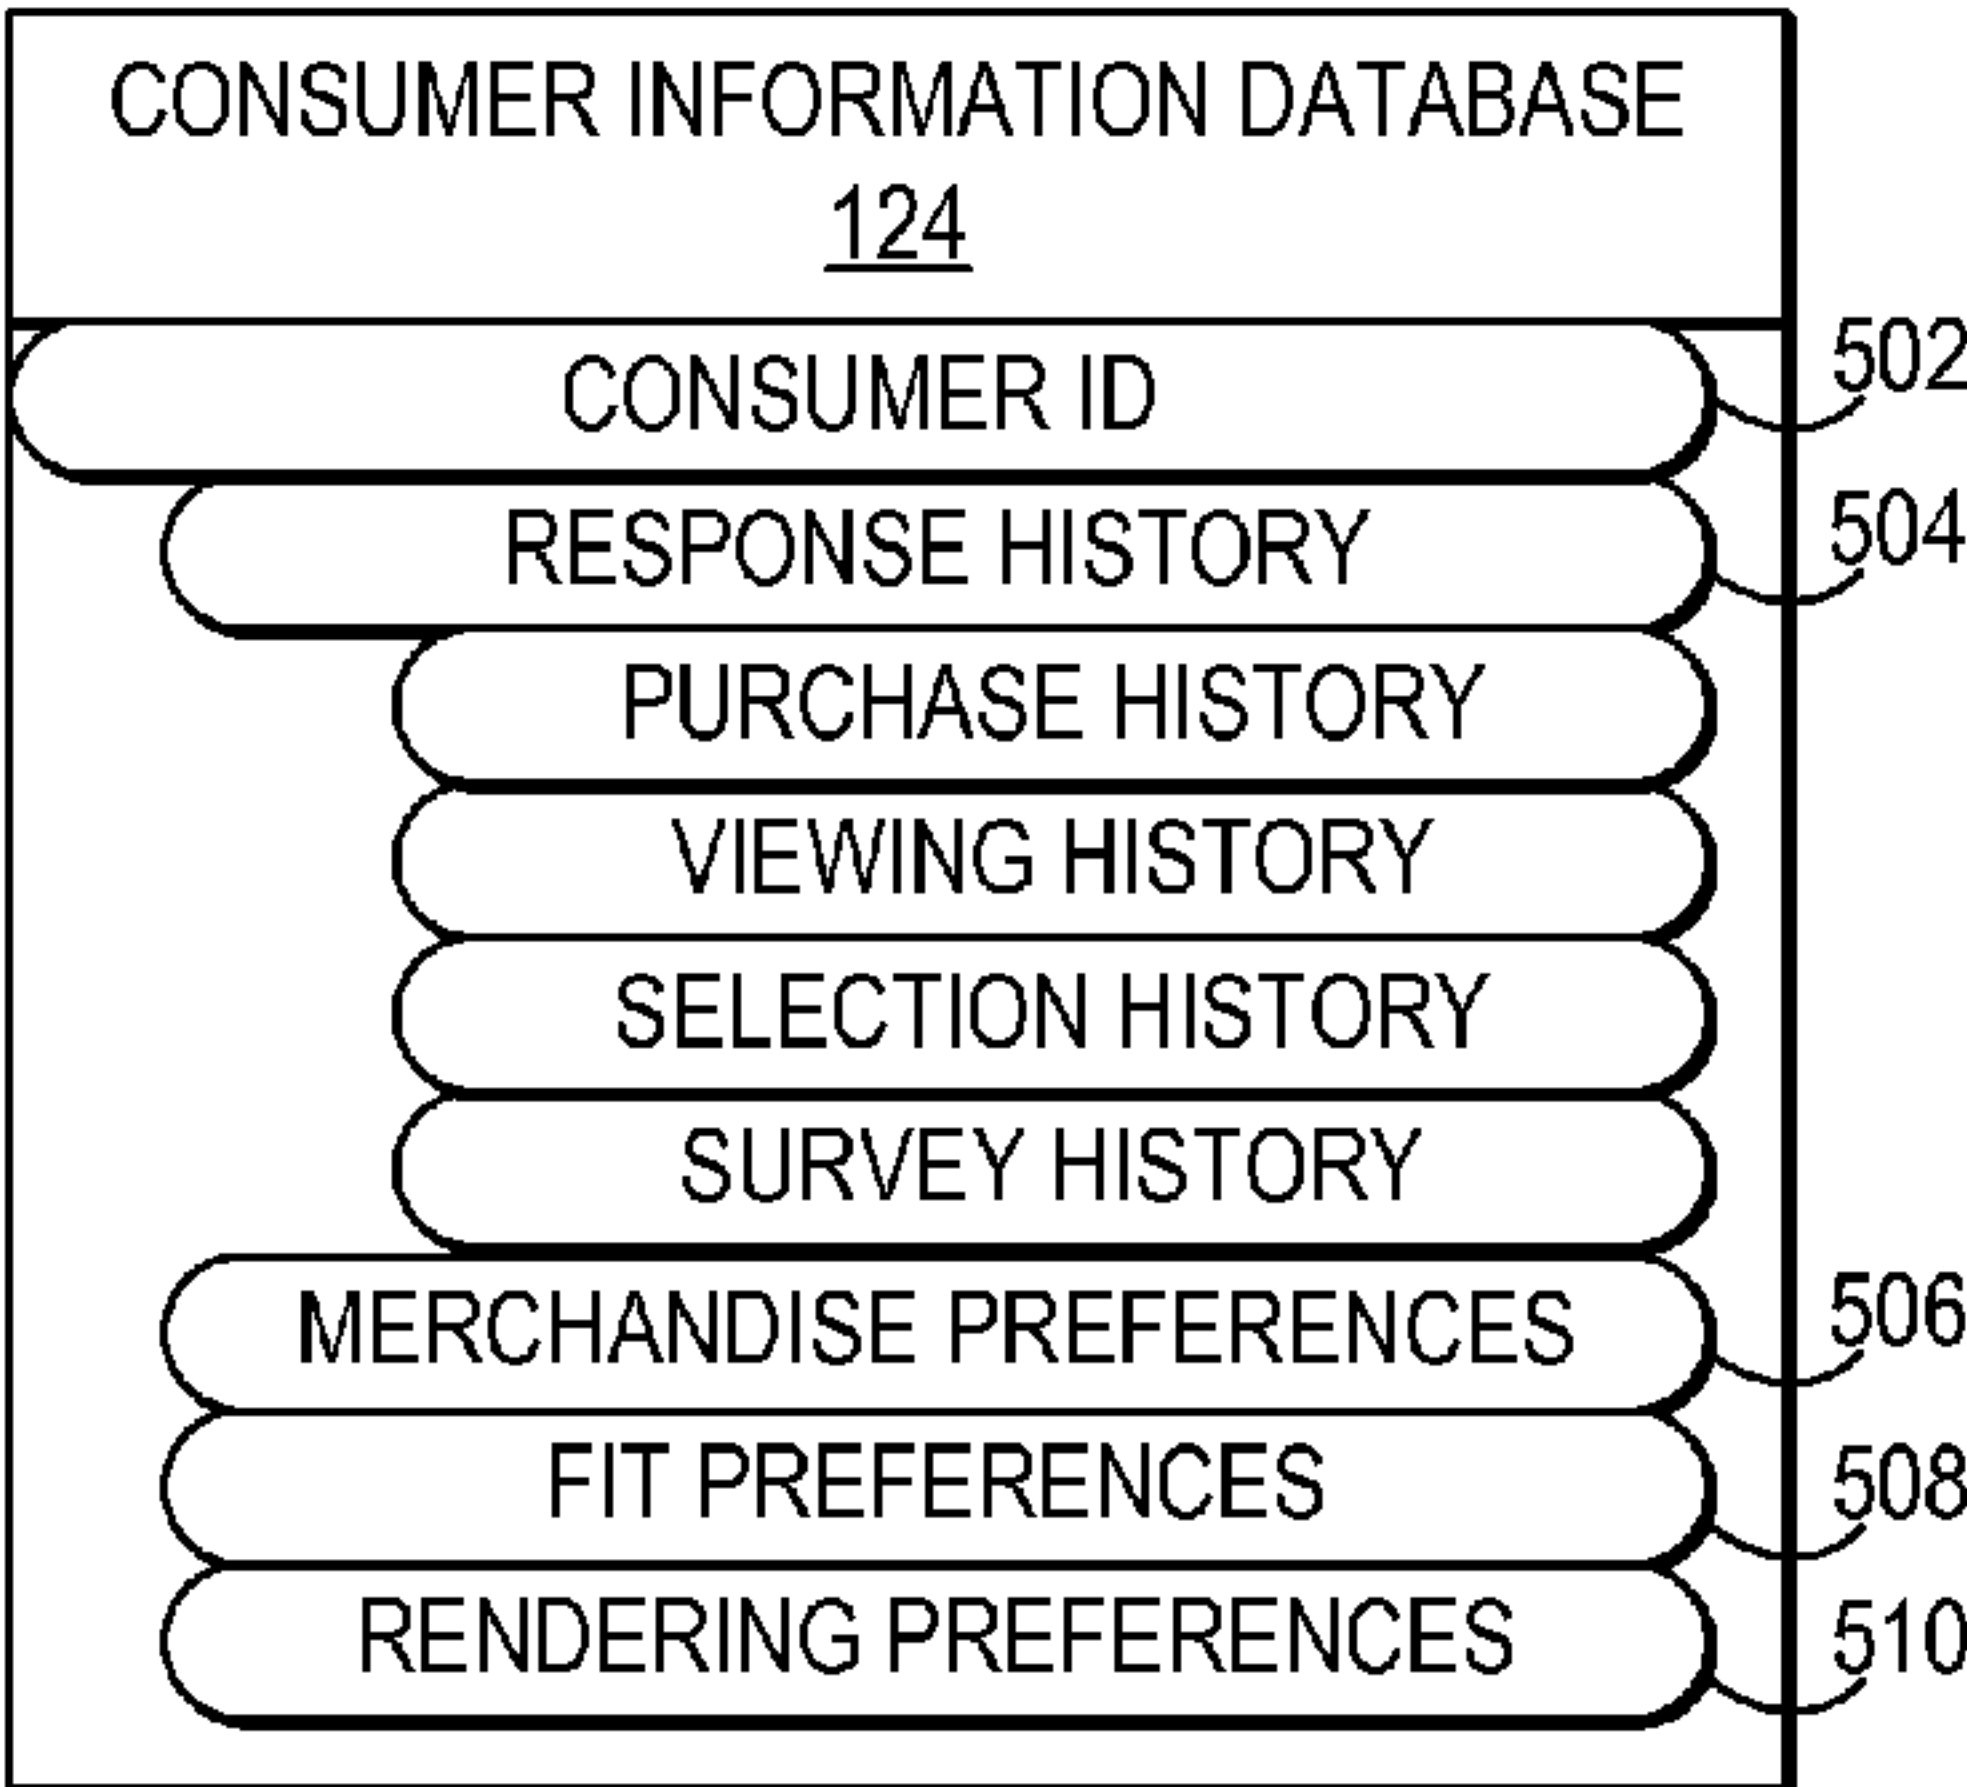 CONSUMER INFORMATION DATABASE
124
CONSUMER ID
502
RESPONSE HISTORY
504
PURCHASE HISTORY
VIEWING HISTORY
SELECTION HISTORY
SURVEY HISTORY
MERCHANDISE PREFERENCES
506
FIT PREFERENCES
508
RENDERING PREFERENCES
510